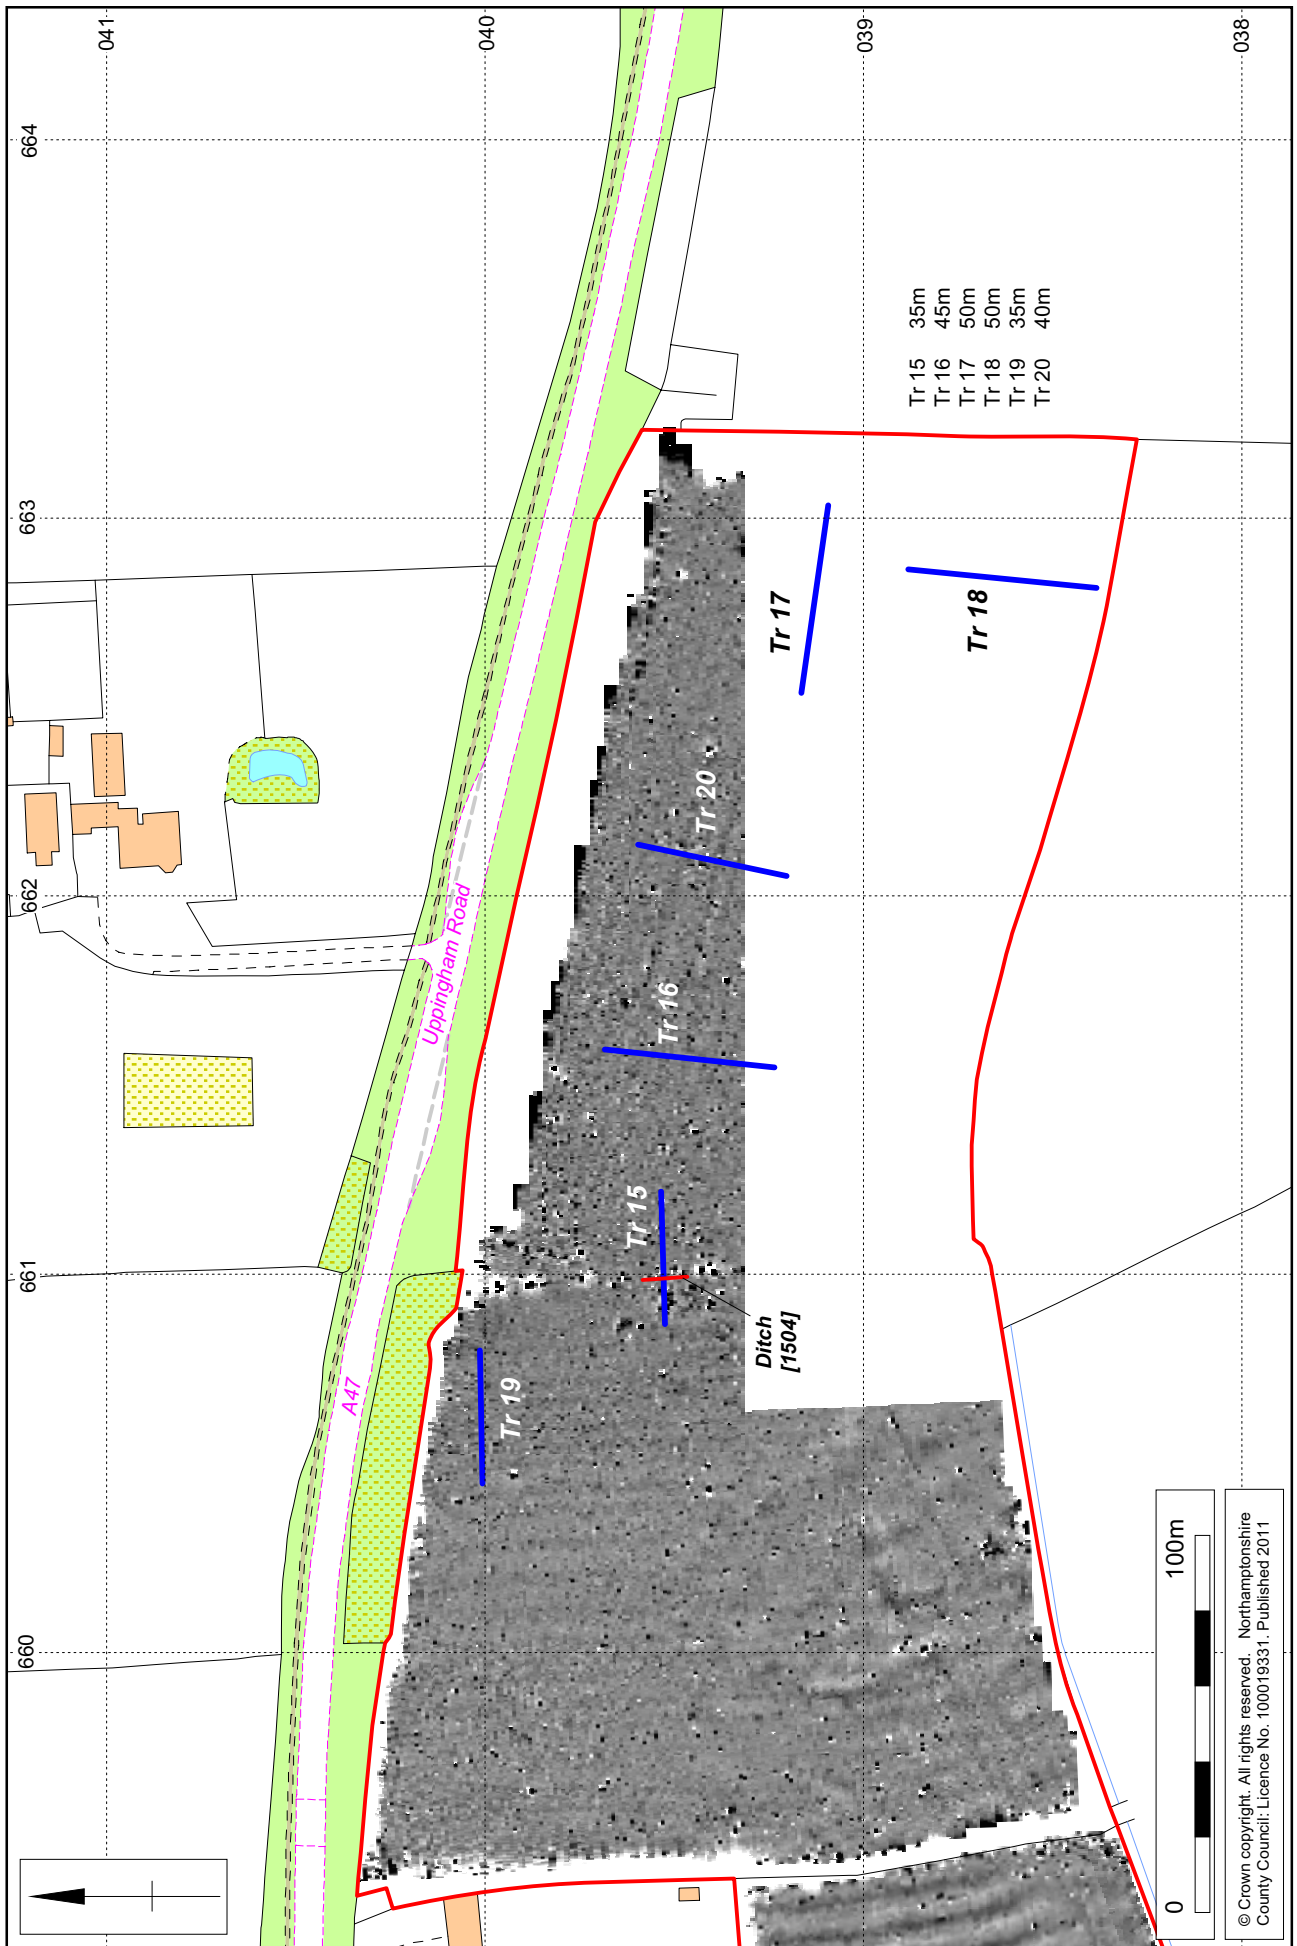 041
040
039
038
664
663
662
661
660
A47
Uppingham Road
Tr 19
Tr 15
Tr 16
Tr 20
Tr 17
Tr 18
Ditch
[1504]
Tr 15 35m
Tr 16 45m
Tr 17 50m
Tr 18 50m
Tr 19 35m
Tr 20 40m
0 100m
© Crown copyright. All rights reserved. Northamptonshire
County Council: Licence No. 100019331. Published 2011